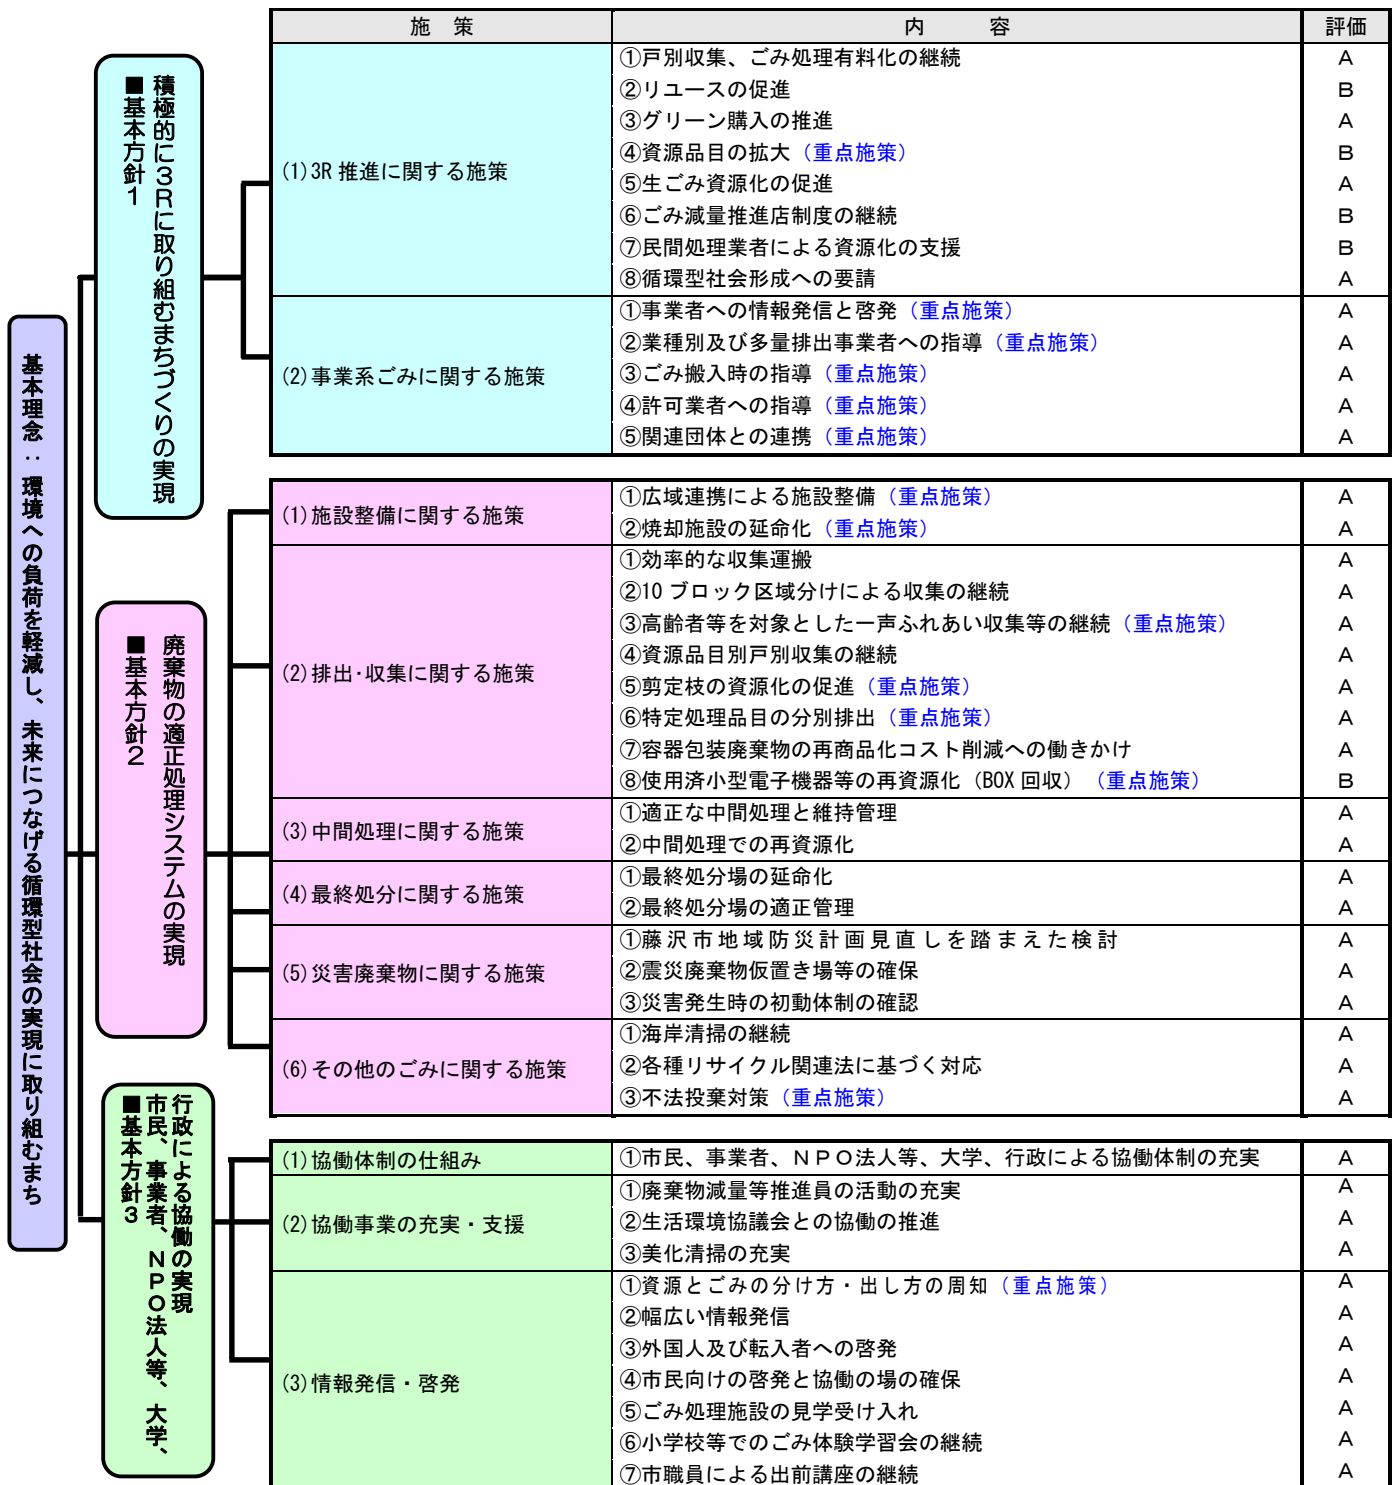 基本理念：環境への負荷を軽減し、未来につなげる循環型社会の実現に取り組むまち
■基本方針１
積極的に３Ｒに取り組むまちづくりの実現
施　策　内　容　評価
(1)3R 推進に関する施策
①戸別収集、ごみ処理有料化の継続 A
②リユースの促進 B
③グリーン購入の推進 A
④資源品目の拡大（重点施策） B
⑤生ごみ資源化の促進 A
⑥ごみ減量推進店制度の継続 B
⑦民間処理業者による資源化の支援 B
⑧循環型社会形成への要請 A
(2)事業系ごみに関する施策
①事業者への情報発信と啓発（重点施策） A
②業種別及び多量排出事業者への指導（重点施策） A
③ごみ搬入時の指導（重点施策） A
④許可業者への指導（重点施策） A
⑤関連団体との連携（重点施策） A
■基本方針２
廃棄物の適正処理システムの実現
(1)施設整備に関する施策
①広域連携による施設整備（重点施策） A
②焼却施設の延命化（重点施策） A
(2)排出･収集に関する施策
①効率的な収集運搬 A
②10 ブロック区域分けによる収集の継続 A
③高齢者等を対象とした一声ふれあい収集等の継続（重点施策） A
④資源品目別戸別収集の継続 A
⑤剪定枝の資源化の促進（重点施策） A
⑥特定処理品目の分別排出（重点施策） A
⑦容器包装廃棄物の再商品化コスト削減への働きかけ A
⑧使用済小型電子機器等の再資源化（BOX 回収）（重点施策） B
(3)中間処理に関する施策
①適正な中間処理と維持管理 A
②中間処理での再資源化 A
(4)最終処分に関する施策
①最終処分場の延命化 A
②最終処分場の適正管理 A
(5)災害廃棄物に関する施策
①藤沢市地域防災計画見直しを踏まえた検討 A
②震災廃棄物仮置き場等の確保 A
③災害発生時の初動体制の確認 A
(6)その他のごみに関する施策
①海岸清掃の継続 A
②各種リサイクル関連法に基づく対応 A
③不法投棄対策（重点施策） A
■基本方針３
市民、事業者、ＮＰＯ法人等、大学、
行政による協働の実現
(1)協働体制の仕組み
①市民、事業者、ＮＰＯ法人等、大学、行政による協働体制の充実 A
(2)協働事業の充実・支援
①廃棄物減量等推進員の活動の充実 A
②生活環境協議会との協働の推進 A
③美化清掃の充実 A
(3)情報発信・啓発
①資源とごみの分け方・出し方の周知（重点施策） A
②幅広い情報発信 A
③外国人及び転入者への啓発 A
④市民向けの啓発と協働の場の確保 A
⑤ごみ処理施設の見学受け入れ A
⑥小学校等でのごみ体験学習会の継続 A
⑦市職員による出前講座の継続 A